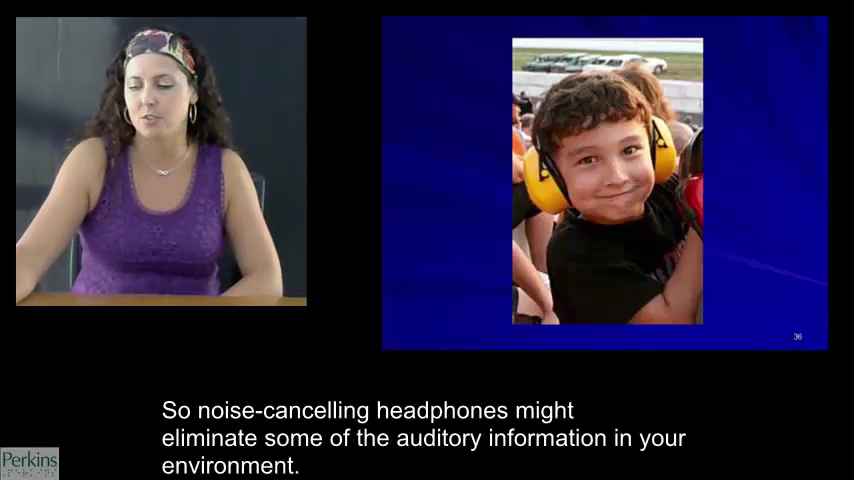 36
So noise-cancelling headphones might
eliminate some of the auditory information in your
environment.
Perkins